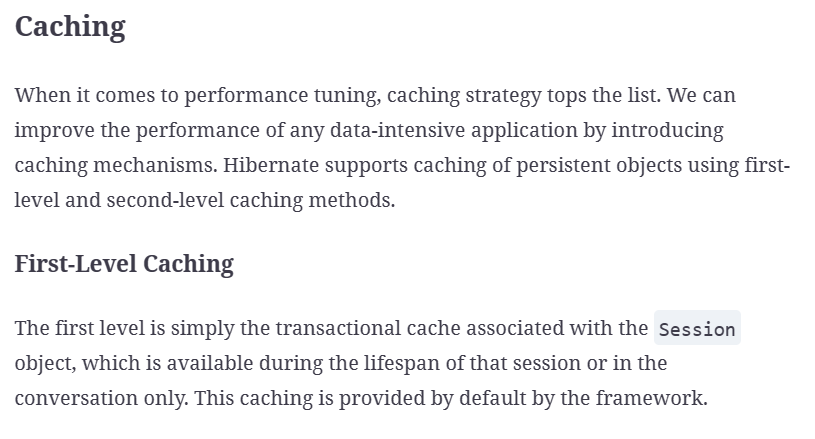 Caching
When it comes to performance tuning, caching strategy tops the list. We can
improve the performance of any data-intensive application by introducing
caching mechanisms. Hibernate supports caching of persistent objects using first-
level and second-level caching methods.
First-Level Caching
The first level is simply the transactional cache associated with the Session
object, which is available during the lifespan of that session or in the
conversation only. This caching is provided by default by the framework.